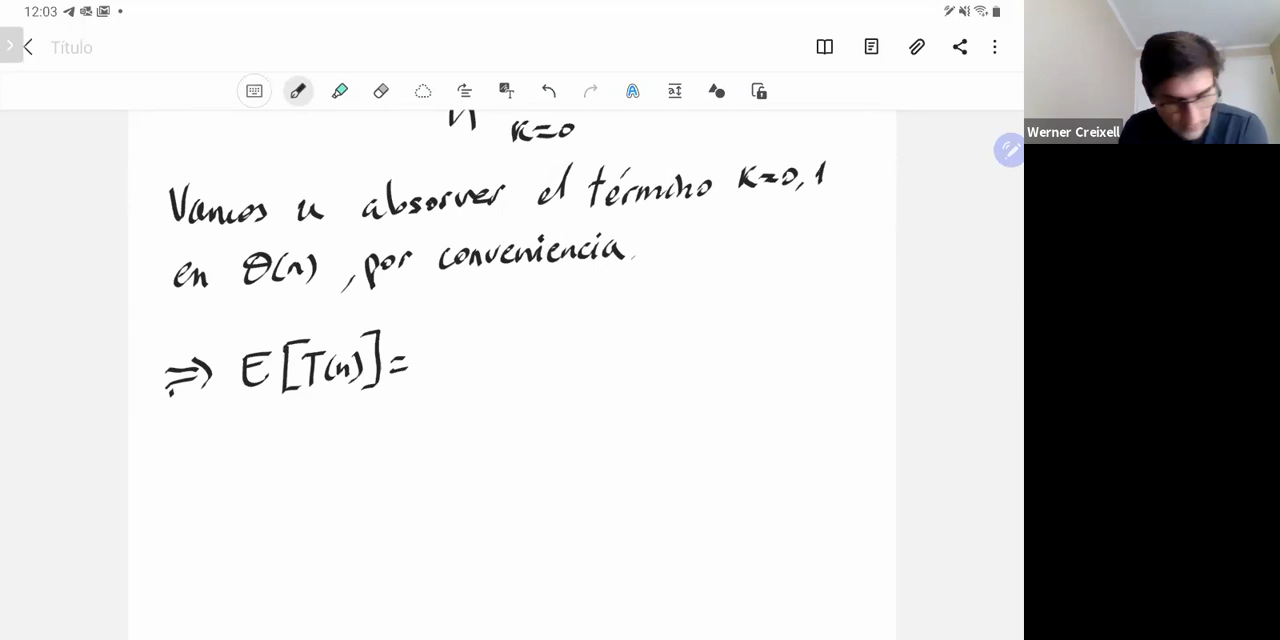 12:03
Título
Werner Creixell
K=0
Vamos a absorver el término K=0,1
en Θ(n), por conveniencia.
⇒ E[T(n)]=